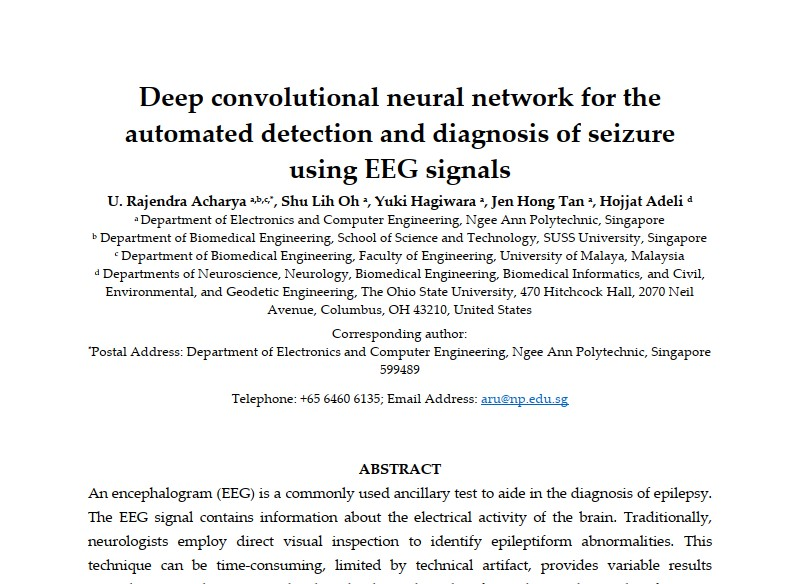 Deep convolutional neural network for the
automated detection and diagnosis of seizure
using EEG signals
U. Rajendra Acharya a,b,c,*, Shu Lih Oh a, Yuki Hagiwara a, Jen Hong Tan a, Hojjat Adeli d
a Department of Electronics and Computer Engineering, Ngee Ann Polytechnic, Singapore
b Department of Biomedical Engineering, School of Science and Technology, SUSS University, Singapore
c Department of Biomedical Engineering, Faculty of Engineering, University of Malaya, Malaysia
d Departments of Neuroscience, Neurology, Biomedical Engineering, Biomedical Informatics, and Civil,
Environmental, and Geodetic Engineering, The Ohio State University, 470 Hitchcock Hall, 2070 Neil
Avenue, Columbus, OH 43210, United States
Corresponding author:
*Postal Address: Department of Electronics and Computer Engineering, Ngee Ann Polytechnic, Singapore
599489
Telephone: +65 6460 6135; Email Address: aru@np.edu.sg
ABSTRACT
An encephalogram (EEG) is a commonly used ancillary test to aide in the diagnosis of epilepsy.
The EEG signal contains information about the electrical activity of the brain. Traditionally,
neurologists employ direct visual inspection to identify epileptiform abnormalities. This
technique can be time-consuming, limited by technical artifact, provides variable results